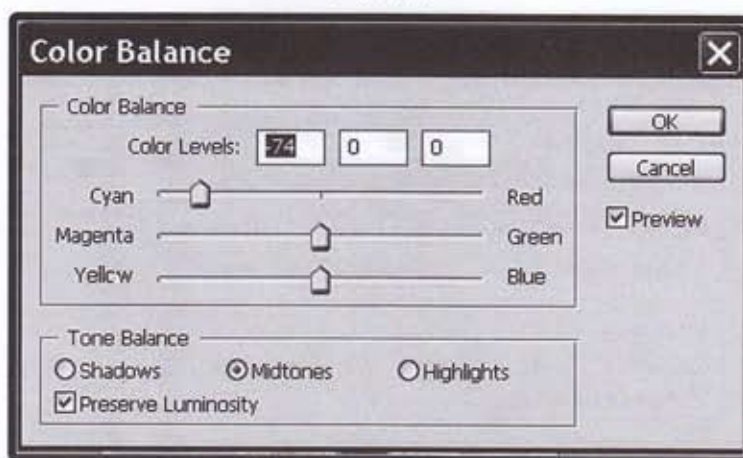 Color Balance
Color Balance
Color Levels: -74 0 0
Cyan Red
Magenta Green
Yellow Blue
OK
Cancel
Preview
Tone Balance
Shadows Midtones Highlights
Preserve Luminosity